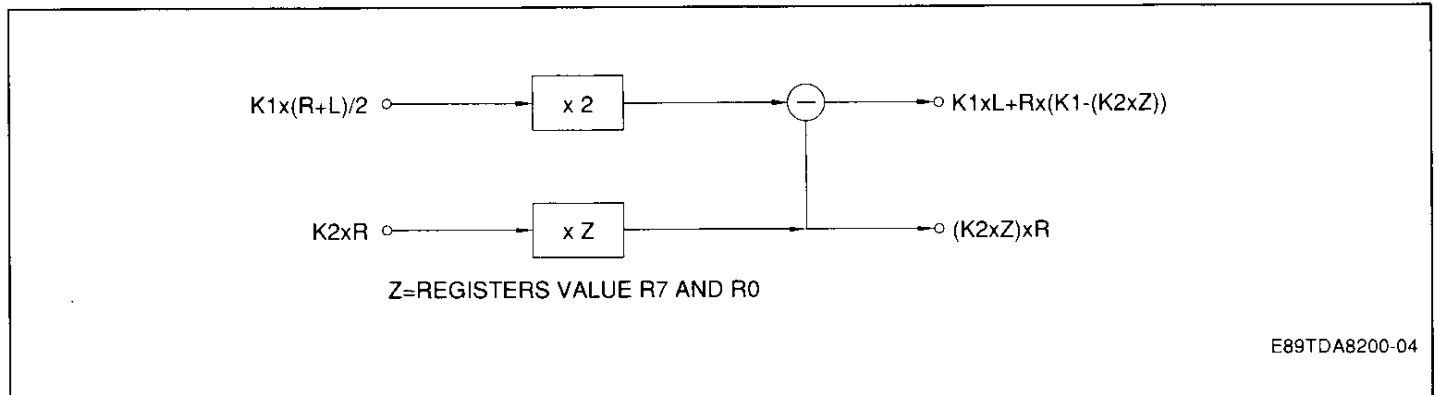 K1x(R+L)/2
x 2
−
K1xL+Rx(K1-(K2xZ))
K2xR
x Z
(K2xZ)xR
Z=REGISTERS VALUE R7 AND R0
E89TDA8200-04